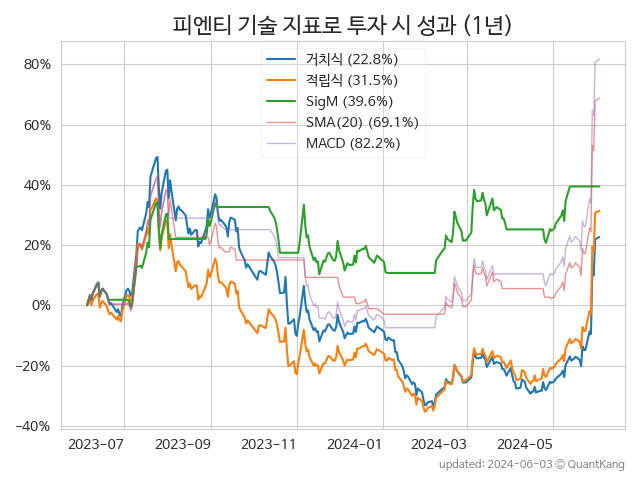 피엔티 기술 지표로 투자 시 성과 (1년)
거치식 (22.8%)
적립식 (31.5%)
SigM (39.6%)
SMA(20) (69.1%)
MACD (82.2%)
80%
60%
40%
20%
0%
−20%
−40%
2023-07 2023-09 2023-11 2024-01 2024-03 2024-05
updated: 2024-06-03 ⓒ QuantKang